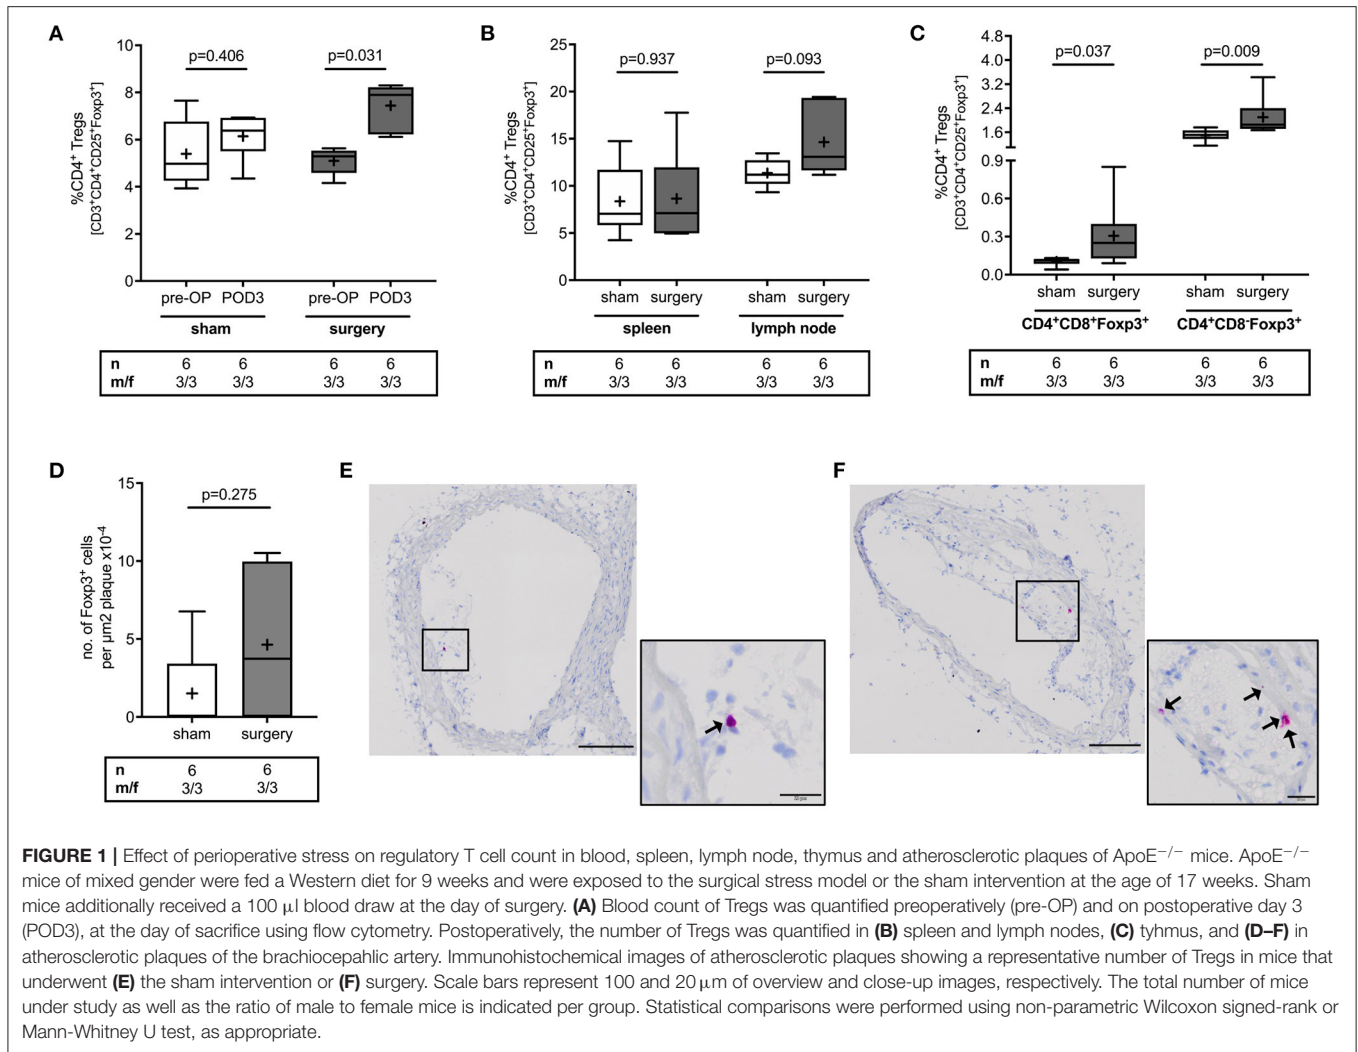 A
%CD4⁺ Tregs
[CD3⁺CD4⁺CD25⁺Foxp3⁺]
10
8
6
4
2
0
p=0.406
p=0.031
pre-OP POD3 pre-OP POD3
sham surgery
n 6 6 6 6
m/f 3/3 3/3 3/3 3/3
B
%CD4⁺ Tregs
[CD3⁺CD4⁺CD25⁺Foxp3⁺]
25
20
15
10
5
0
p=0.937
p=0.093
sham surgery sham surgery
spleen lymph node
n 6 6 6 6
m/f 3/3 3/3 3/3 3/3
C
%CD4⁺ Tregs
[CD3⁺CD4⁺CD25⁺Foxp3⁺]
4.8
4.0
3.2
2.4
1.6
0.9
0.6
0.3
0.0
p=0.037
p=0.009
sham surgery sham surgery
CD4⁺CD8⁺Foxp3⁺ CD4⁺CD8⁻Foxp3⁺
n 6 6 6 6
m/f 3/3 3/3 3/3 3/3
D
no. of Foxp3⁺ cells
per µm2 plaque x10⁻⁴
15
10
5
0
p=0.275
sham surgery
n 6 6
m/f 3/3 3/3
E
F
FIGURE 1 | Effect of perioperative stress on regulatory T cell count in blood, spleen, lymph node, thymus and atherosclerotic plaques of ApoE⁻/⁻ mice. ApoE⁻/⁻
mice of mixed gender were fed a Western diet for 9 weeks and were exposed to the surgical stress model or the sham intervention at the age of 17 weeks. Sham
mice additionally received a 100 µl blood draw at the day of surgery. (A) Blood count of Tregs was quantified preoperatively (pre-OP) and on postoperative day 3
(POD3), at the day of sacrifice using flow cytometry. Postoperatively, the number of Tregs was quantified in (B) spleen and lymph nodes, (C) tyhmus, and (D–F) in
atherosclerotic plaques of the brachiocepahlic artery. Immunohistochemical images of atherosclerotic plaques showing a representative number of Tregs in mice that
underwent (E) the sham intervention or (F) surgery. Scale bars represent 100 and 20 µm of overview and close-up images, respectively. The total number of mice
under study as well as the ratio of male to female mice is indicated per group. Statistical comparisons were performed using non-parametric Wilcoxon signed-rank or
Mann-Whitney U test, as appropriate.